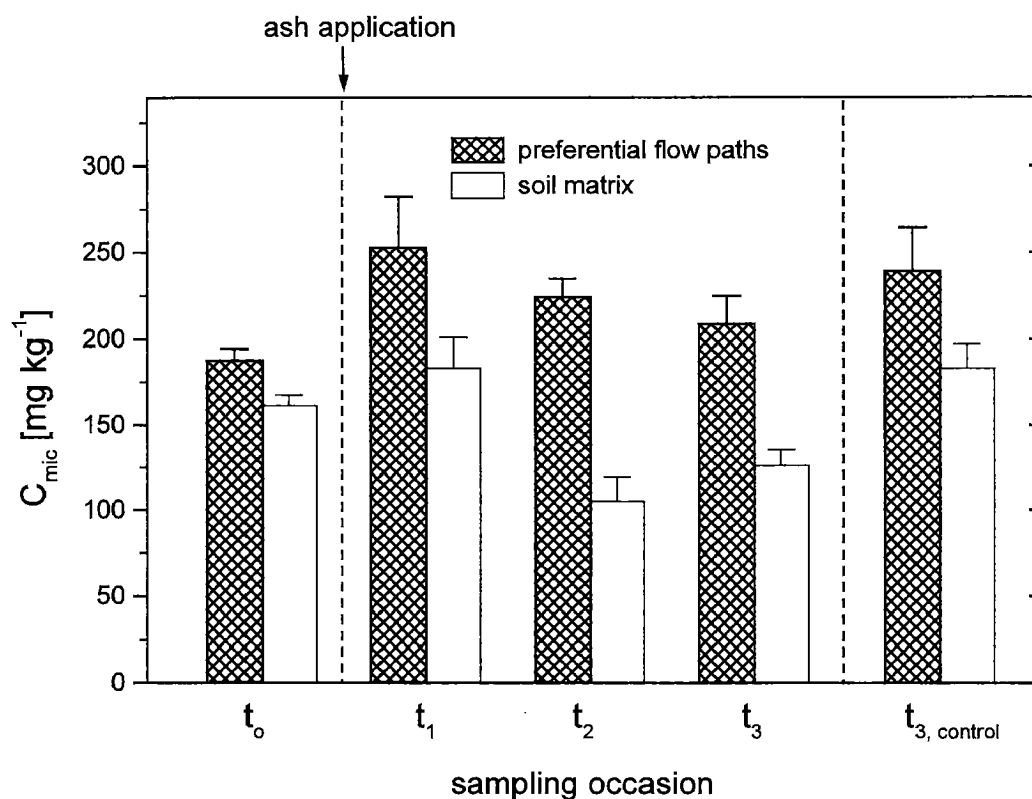 ash application
preferential flow paths
soil matrix
C_mic [mg kg^-1]
300
250
200
150
100
50
0
t_o
t_1
t_2
t_3
t_3, control
sampling occasion